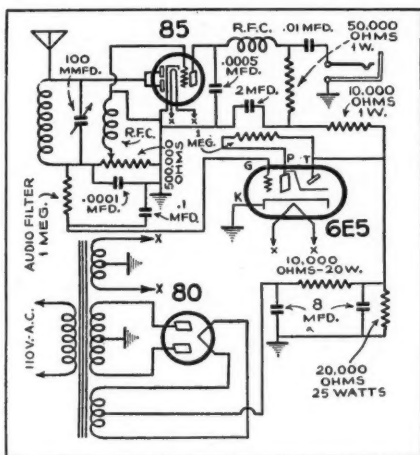 85
R.F.C.
.01 MFD.
50,000
OHMS
1 W.
100
MMFD.
.0005
MFD.
.2 MFD.
10,000
OHMS
1 W.
R.F.C.
1
MEG.
500,000
OHMS
G
P
T
K
6E5
AUDIO FILTER
1 MEG.
.0001
MFD.
.1
MFD.
X
X
X
X
X
X
10,000
OHMS-20W.
80
8
MFD.
110V.-A.C.
20,000
OHMS
25 WATTS